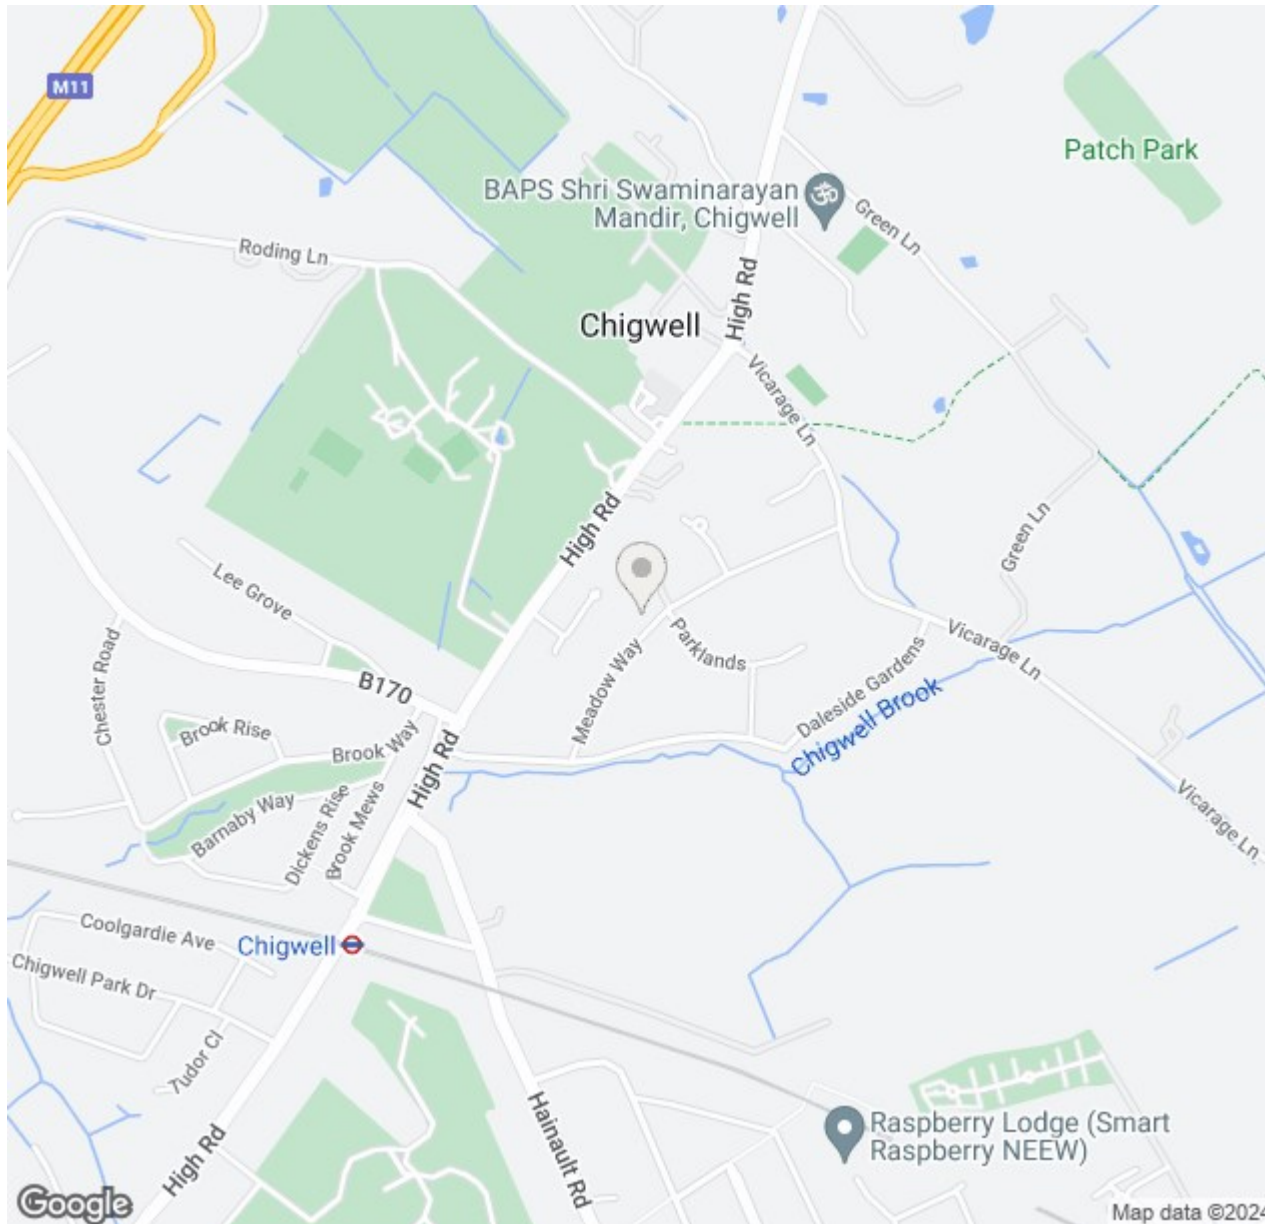 M11
Patch Park
BAPS Shri Swaminarayan
Mandir, Chigwell
Green Ln
Roding Ln
High Rd
Chigwell
Vicarage Ln
High Rd
Green Ln
Lee Grove
Parklands
Vicarage Ln
Chester Road
B170
Meadow Way
Daleside Gardens
Chigwell Brook
Brook Rise
Brook Way
High Rd
Barnaby Way
Dickens Rise
Brook Mews
Vicarage Ln
Coolgardie Ave
Chigwell
Chigwell Park Dr
Tudor Cl
Hainault Rd
Raspberry Lodge (Smart
Raspberry NEEW)
High Rd
Google
Map data ©2024